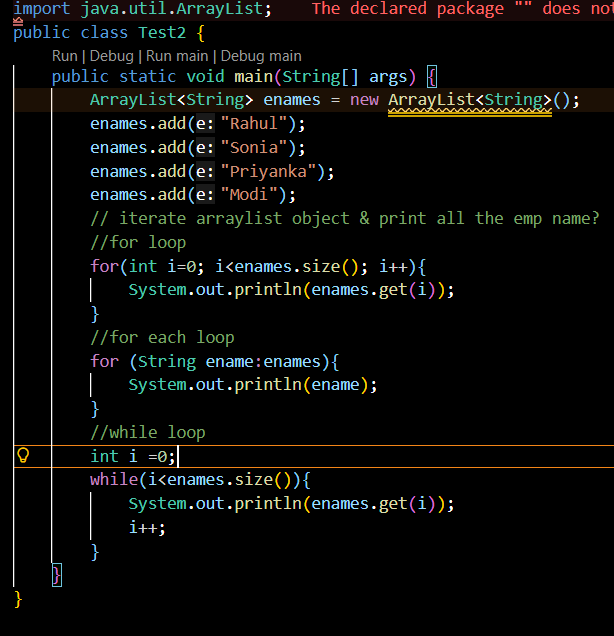 import java.util.ArrayList; The declared package "" does not
public class Test2 {
Run | Debug | Run main | Debug main
public static void main(String[] args) {
ArrayList<String> enames = new ArrayList<String>();
enames.add(e: "Rahul");
enames.add(e: "Sonia");
enames.add(e: "Priyanka");
enames.add(e: "Modi");
// iterate arraylist object & print all the emp name?
//for loop
for(int i=0; i<enames.size(); i++){
System.out.println(enames.get(i));
}
//for each loop
for (String ename:enames){
System.out.println(ename);
}
//while loop
int i =0;
while(i<enames.size()){
System.out.println(enames.get(i));
i++;
}
}
}